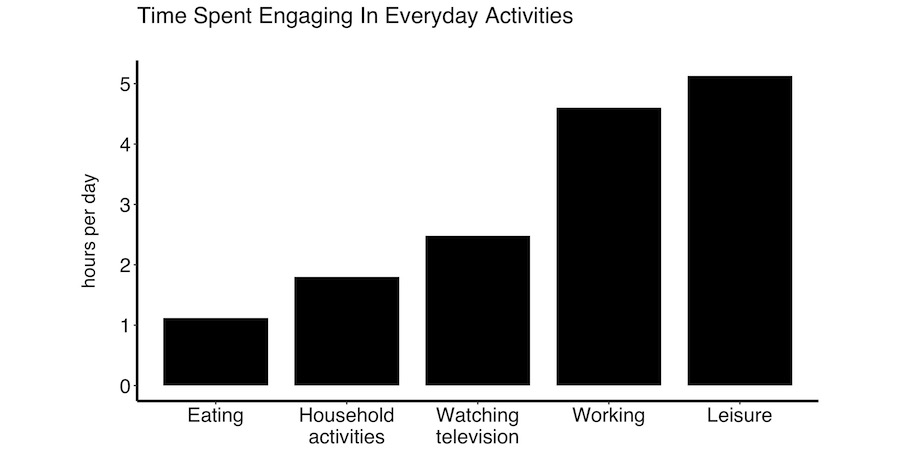 Time Spent Engaging In Everyday Activities
hours per day
5
4
3
2
1
0
Eating
Household
activities
Watching
television
Working
Leisure